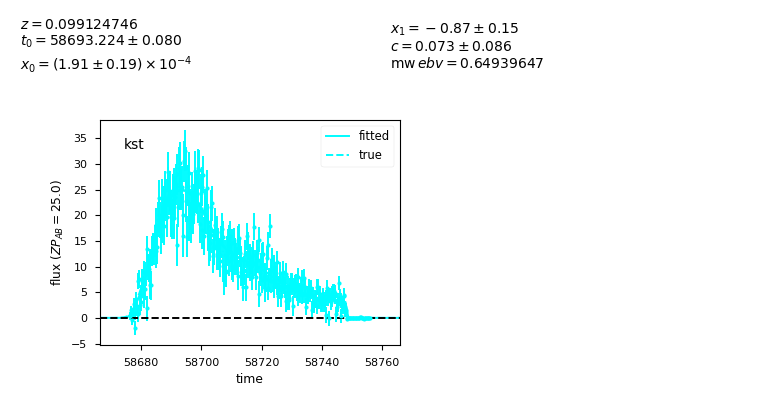 z = 0.099124746
t₀ = 58693.224 ± 0.080
x₀ = (1.91 ± 0.19) × 10⁻⁴
x₁ = −0.87 ± 0.15
c = 0.073 ± 0.086
mw ebv = 0.64939647
kst
fitted
true
flux (ZP_AB = 25.0)
35
30
25
20
15
10
5
0
−5
58680 58700 58720 58740 58760
time